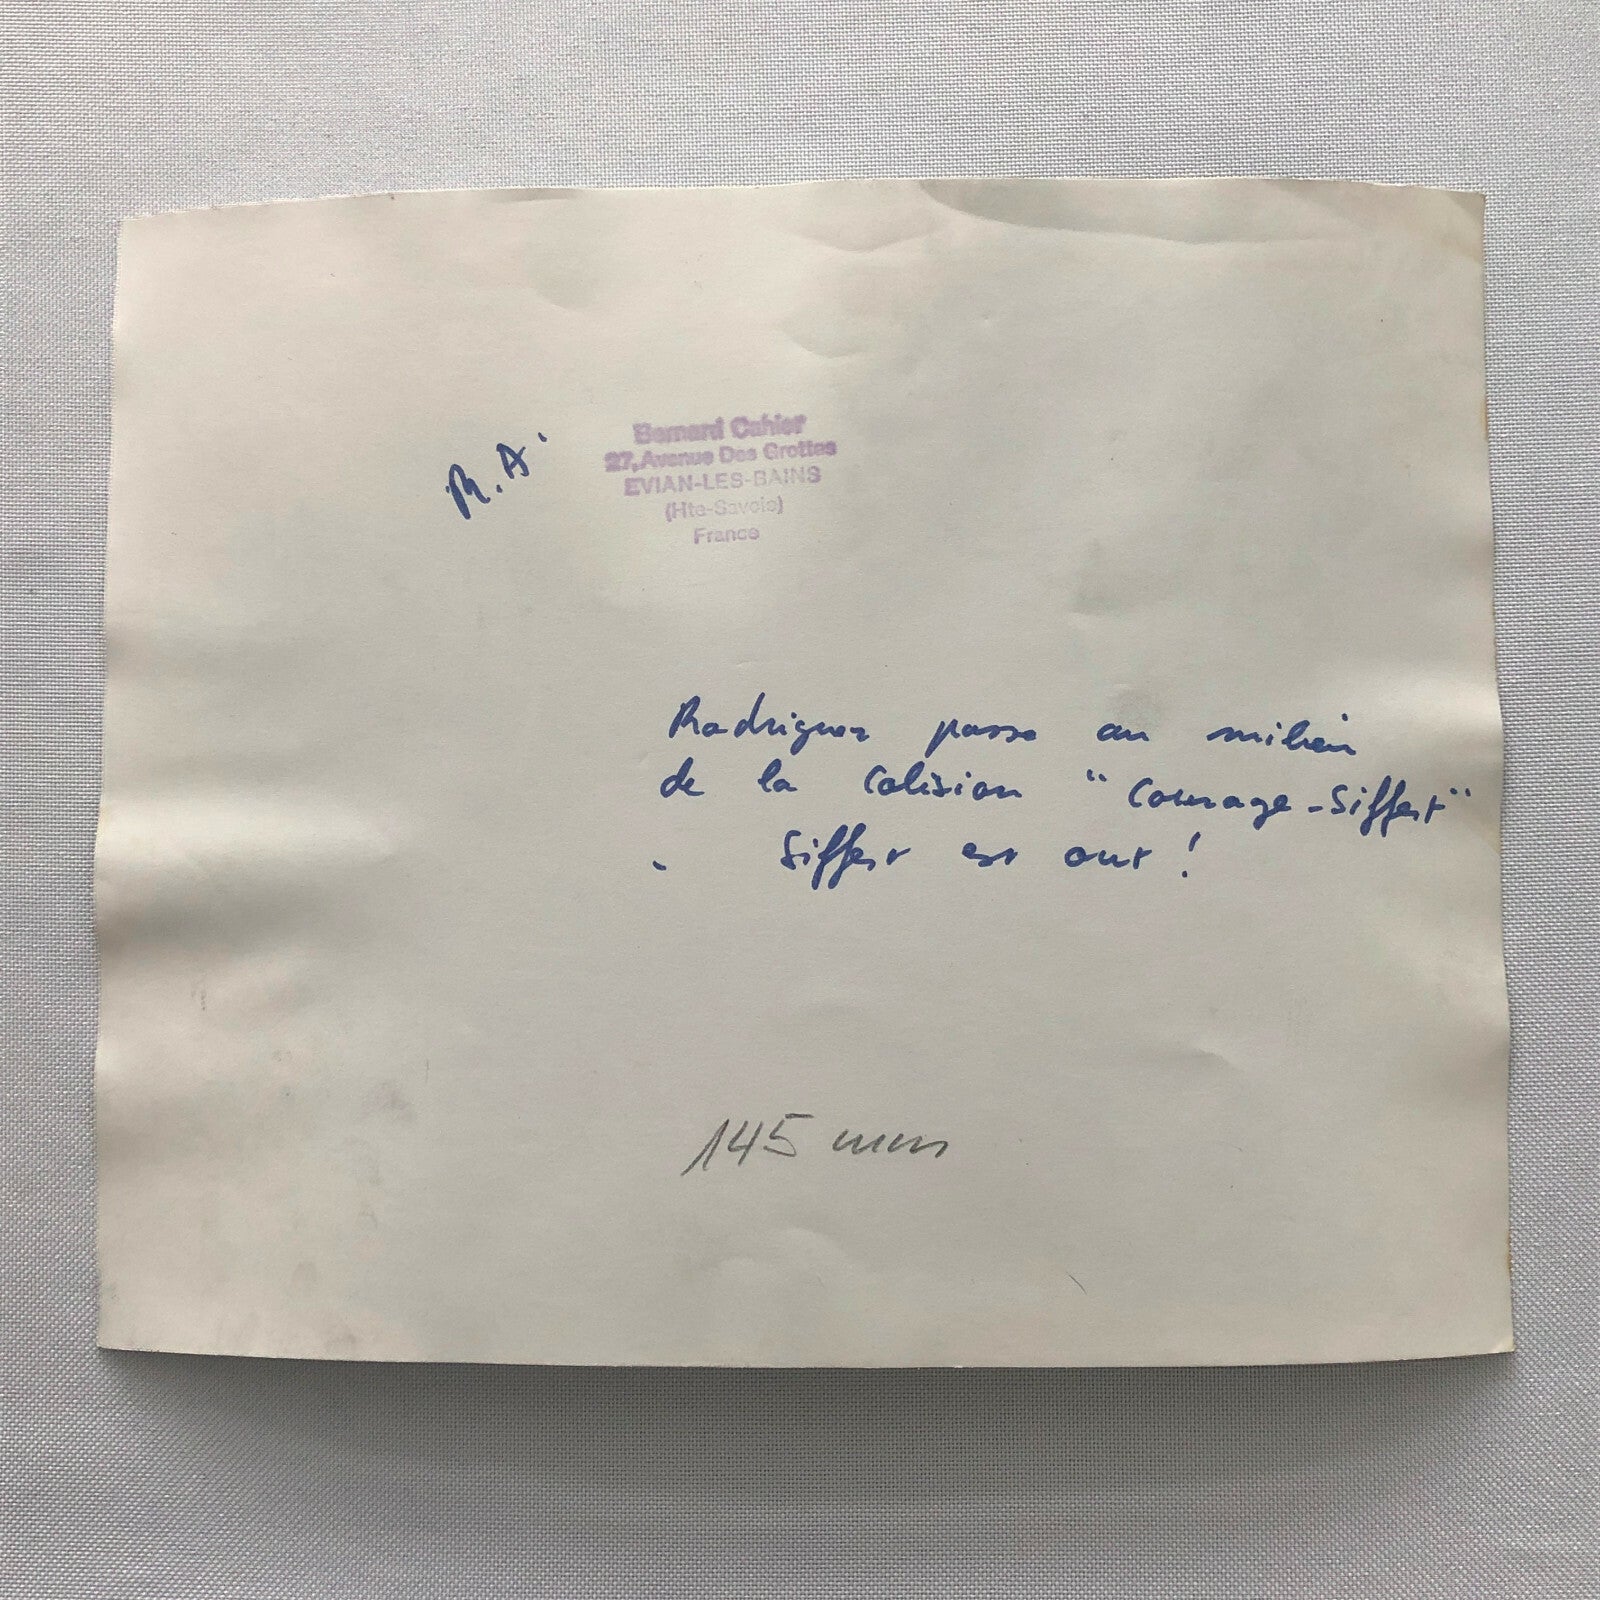 R.A.
Bernard Cahier
27, Avenue Des Grottes
EVIAN-LES-BAINS
(Hte-Savoie)
France
Rodriguez passe au milieu
de la colision "Courage-Siffert"
. Siffert est out !
145 mm